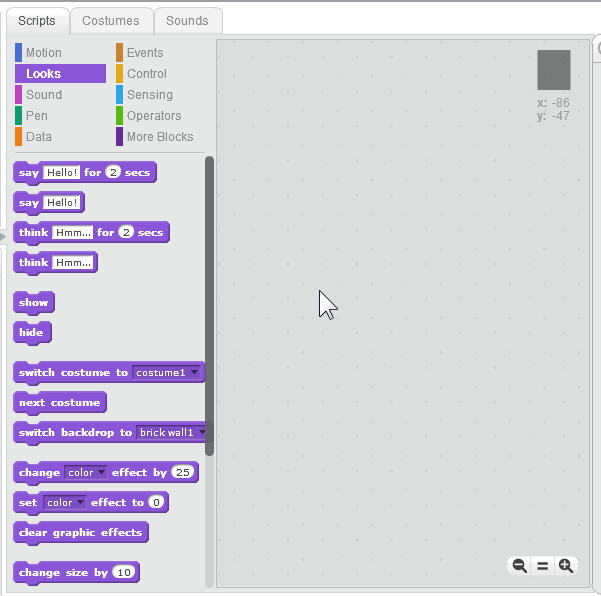 Scripts Costumes Sounds
Motion Events
Looks Control
Sound Sensing
Pen Operators
Data More Blocks
x: -86
y: -47
say Hello! for 2 secs
say Hello!
think Hmm... for 2 secs
think Hmm...
show
hide
switch costume to costume1
next costume
switch backdrop to brick wall1
change color effect by 25
set color effect to 0
clear graphic effects
change size by 10